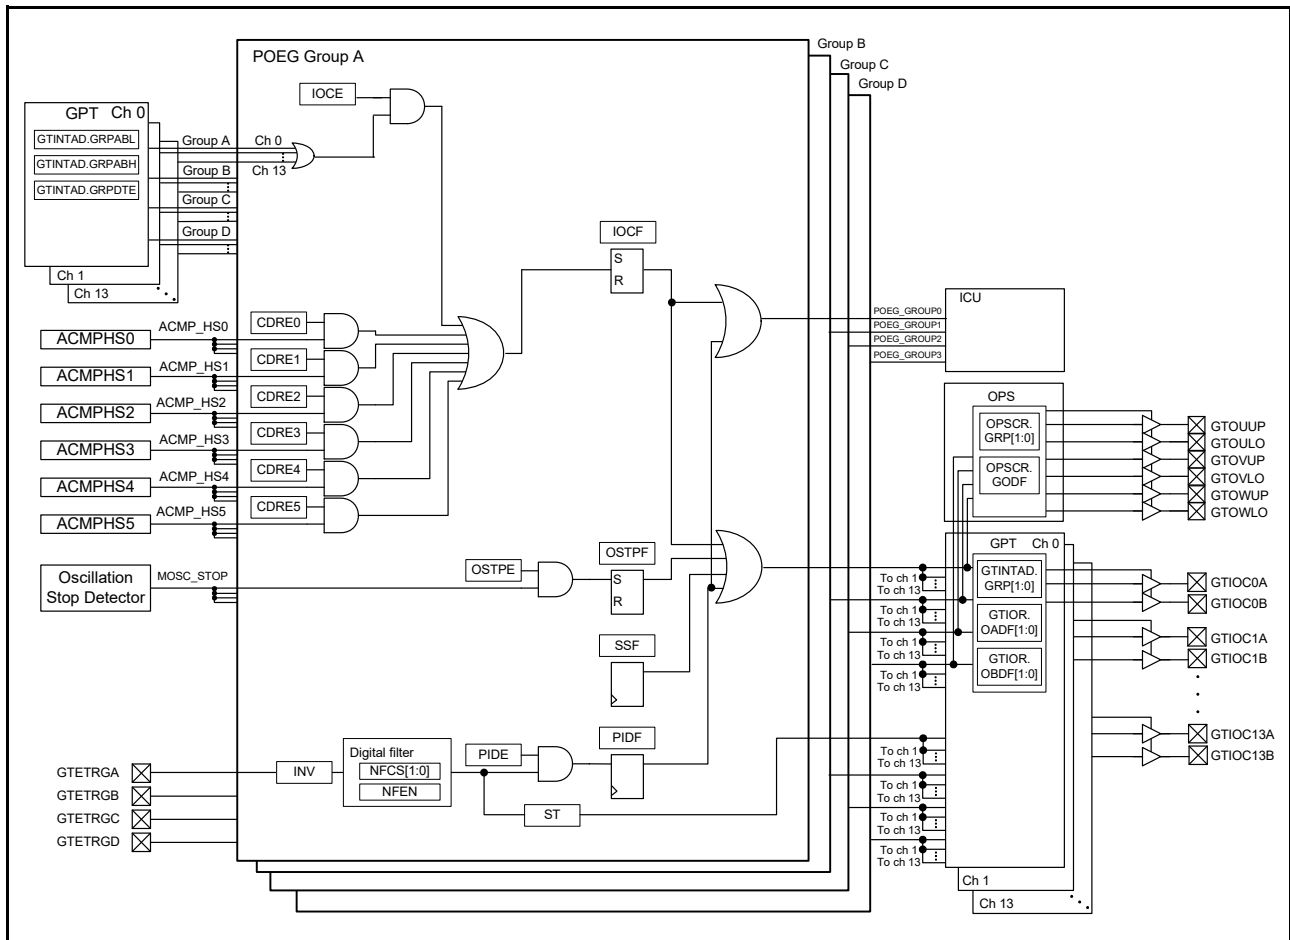 POEG Group A
Group B
Group C
Group D
IOCE
GPT Ch 0
GTINTAD.GRPABL
GTINTAD.GRPABH
GTINTAD.GRPDTE
Ch 1
Ch 13
Group A
Group B
Group C
Group D
Ch 0
Ch 13
IOCF
S
R
ACMPHS0
ACMP_HS0
CDRE0
ACMPHS1
ACMP_HS1
CDRE1
ACMPHS2
ACMP_HS2
CDRE2
ACMPHS3
ACMP_HS3
CDRE3
ACMPHS4
ACMP_HS4
CDRE4
ACMPHS5
ACMP_HS5
CDRE5
Oscillation
Stop Detector
MOSC_STOP
OSTPE
OSTPF
S
R
SSF
PIDE
PIDF
GTETRGA
GTETRGB
GTETRGC
GTETRGD
INV
Digital filter
NFCS[1:0]
NFEN
ST
POEG_GROUP0
POEG_GROUP1
POEG_GROUP2
POEG_GROUP3
ICU
OPS
OPSCR.
GRP[1:0]
OPSCR.
GODF
GTOUUP
GTOULO
GTOVUP
GTOVLO
GTOWUP
GTOWLO
GPT Ch 0
GTINTAD.
GRP[1:0]
GTIOR.
OADF[1:0]
GTIOR.
OBDF[1:0]
To ch 1
To ch 13
To ch 1
To ch 13
To ch 1
To ch 13
To ch 1
To ch 13
To ch 1
To ch 13
To ch 1
To ch 13
To ch 1
To ch 13
To ch 1
To ch 13
Ch 1
Ch 13
GTIOC0A
GTIOC0B
GTIOC1A
GTIOC1B
GTIOC13A
GTIOC13B